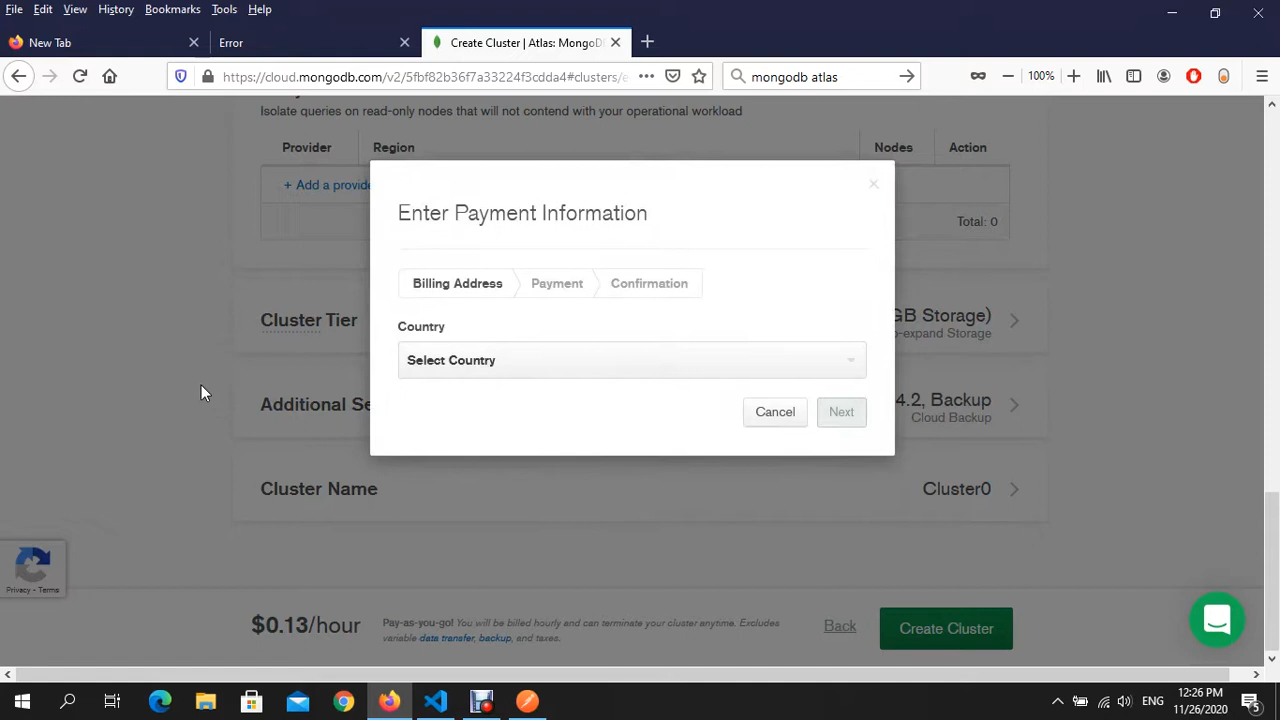 File Edit View History Bookmarks Tools Help
New Tab Error Create Cluster | Atlas: MongoDB
https://cloud.mongodb.com/v2/5fbf82b36f7a33224f3cdda4#clusters/e mongodb atlas 100%
Isolate queries on read-only nodes that will not contend with your operational workload
Provider Region Nodes Action
+ Add a provide
Total: 0
Enter Payment Information
Billing Address Payment Confirmation
Country
Select Country
Cancel Next
Cluster Tier GB Storage)
o-expand Storage
Additional Se 4.2, Backup
Cloud Backup
Cluster Name Cluster0
Privacy - Terms
$0.13/hour Pay-as-you-go! You will be billed hourly and can terminate your cluster anytime. Excludes
variable data transfer, backup, and taxes.
Back Create Cluster
ENG 12:26 PM
11/26/2020 5